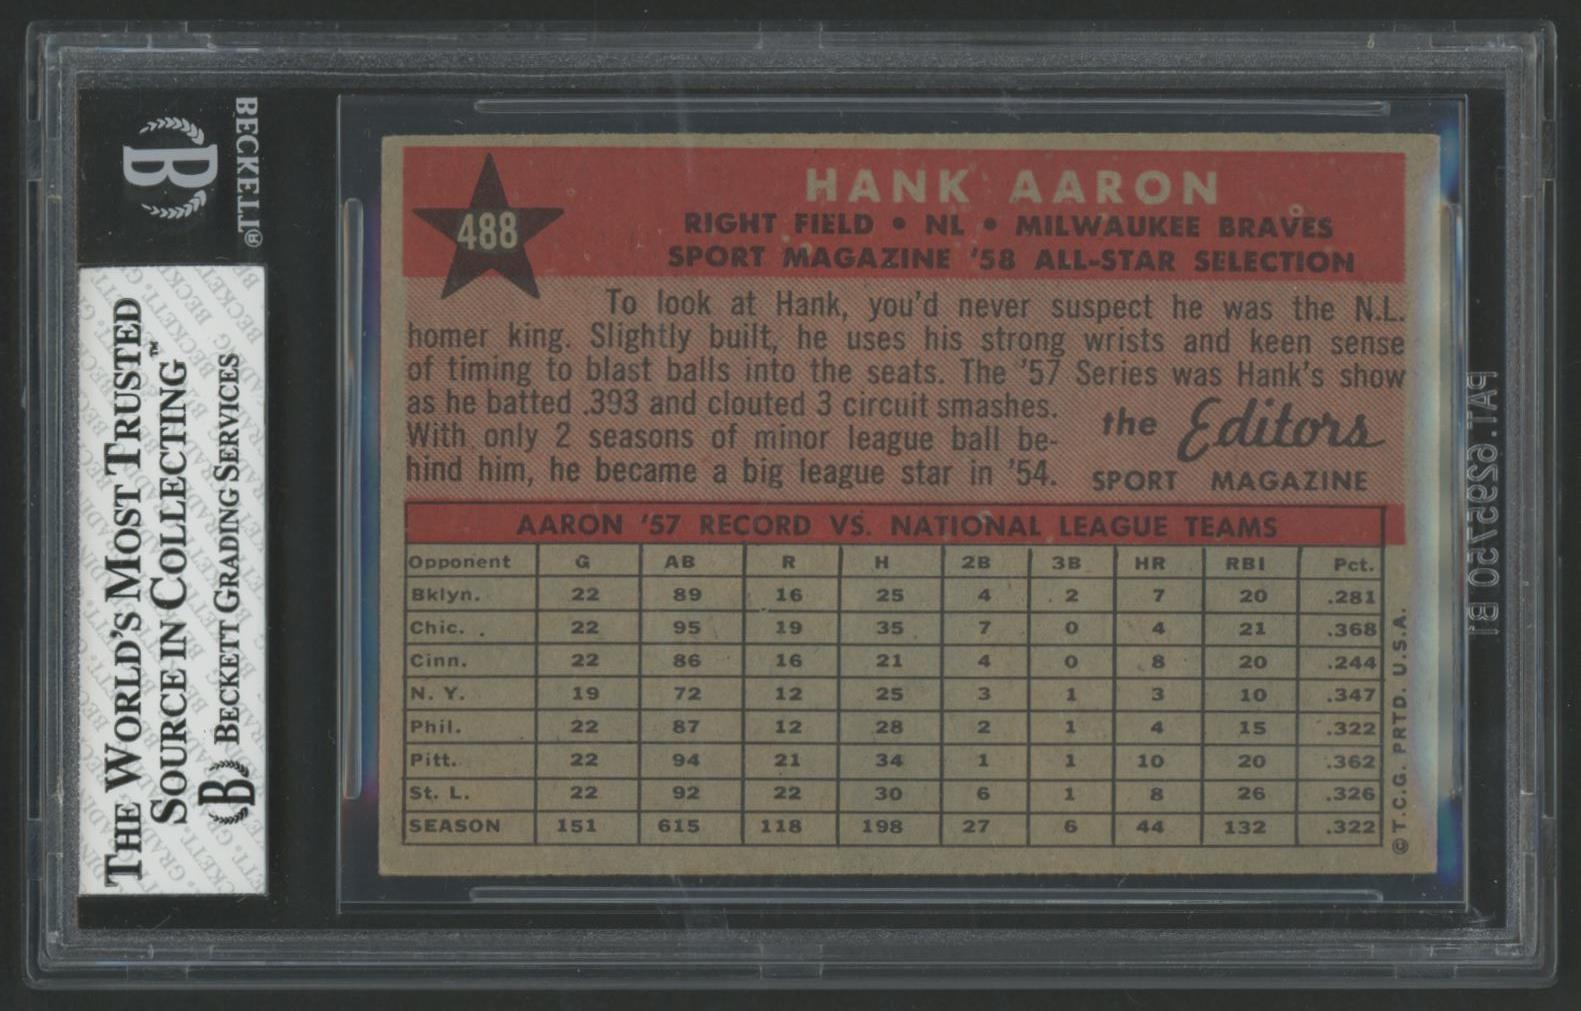 BECKETT®
B
THE WORLD'S MOST TRUSTED
SOURCE IN COLLECTING™
B BECKETT GRADING SERVICES
488
HANK AARON
RIGHT FIELD • NL • MILWAUKEE BRAVES
SPORT MAGAZINE '58 ALL-STAR SELECTION
To look at Hank, you'd never suspect he was the N.L.
homer king. Slightly built, he uses his strong wrists and keen sense
of timing to blast balls into the seats. The '57 Series was Hank's show
as he batted .393 and clouted 3 circuit smashes.
With only 2 seasons of minor league ball be-
hind him, he became a big league star in '54.
the Editors
SPORT MAGAZINE
AARON '57 RECORD VS. NATIONAL LEAGUE TEAMS
Opponent G AB R H 2B 3B HR RBI Pct.
Bklyn. 22 89 16 25 4 2 7 20 .281
Chic. 22 95 19 35 7 0 4 21 .368
Cinn. 22 86 16 21 4 0 8 20 .244
N. Y. 19 72 12 25 3 1 3 10 .347
Phil. 22 87 12 28 2 1 4 15 .322
Pitt. 22 94 21 34 1 1 10 20 .362
St. L. 22 92 22 30 6 1 8 26 .326
SEASON 151 615 118 198 27 6 44 132 .322
© T.C.G. PRTD. U.S.A.
PAT. 6295750 B1